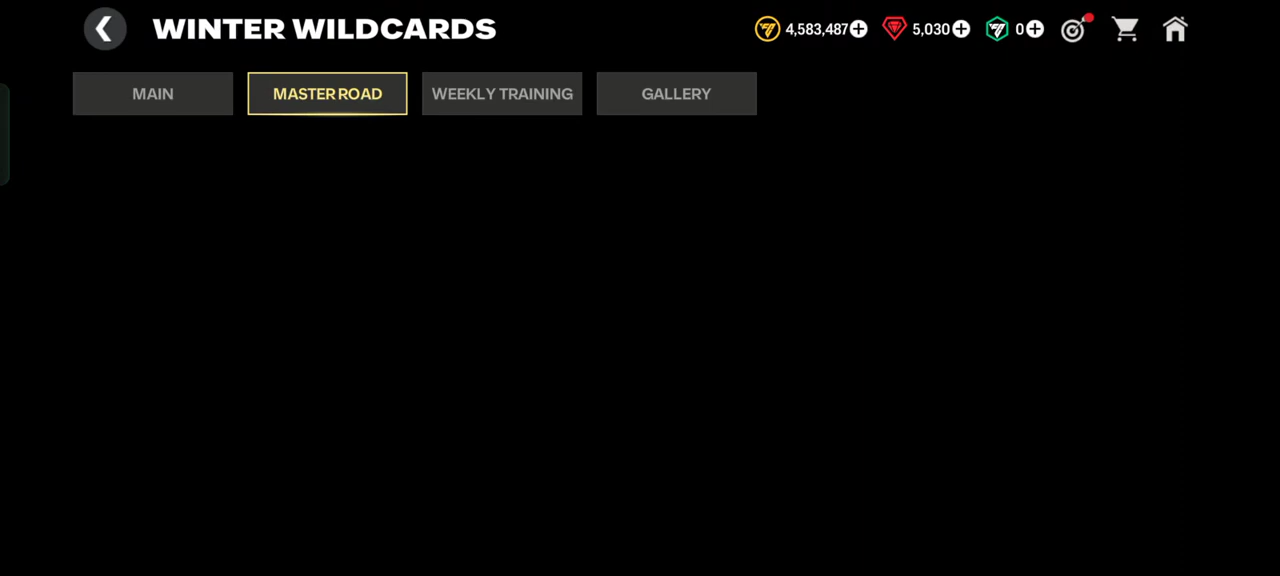 WINTER WILDCARDS
4,583,487
5,030
0
MAIN
MASTER ROAD
WEEKLY TRAINING
GALLERY